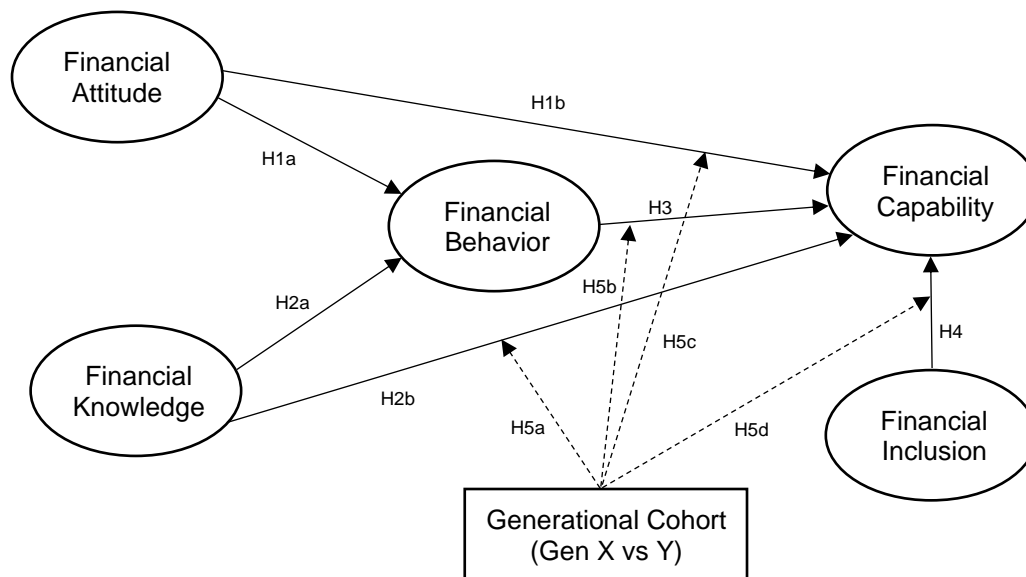 Financial
Attitude
H1b
H1a
Financial
Capability
Financial
Behavior
H3
H2a
H5b
H5c
H4
Financial
Knowledge
H2b
H5a
H5d
Financial
Inclusion
Generational Cohort
(Gen X vs Y)